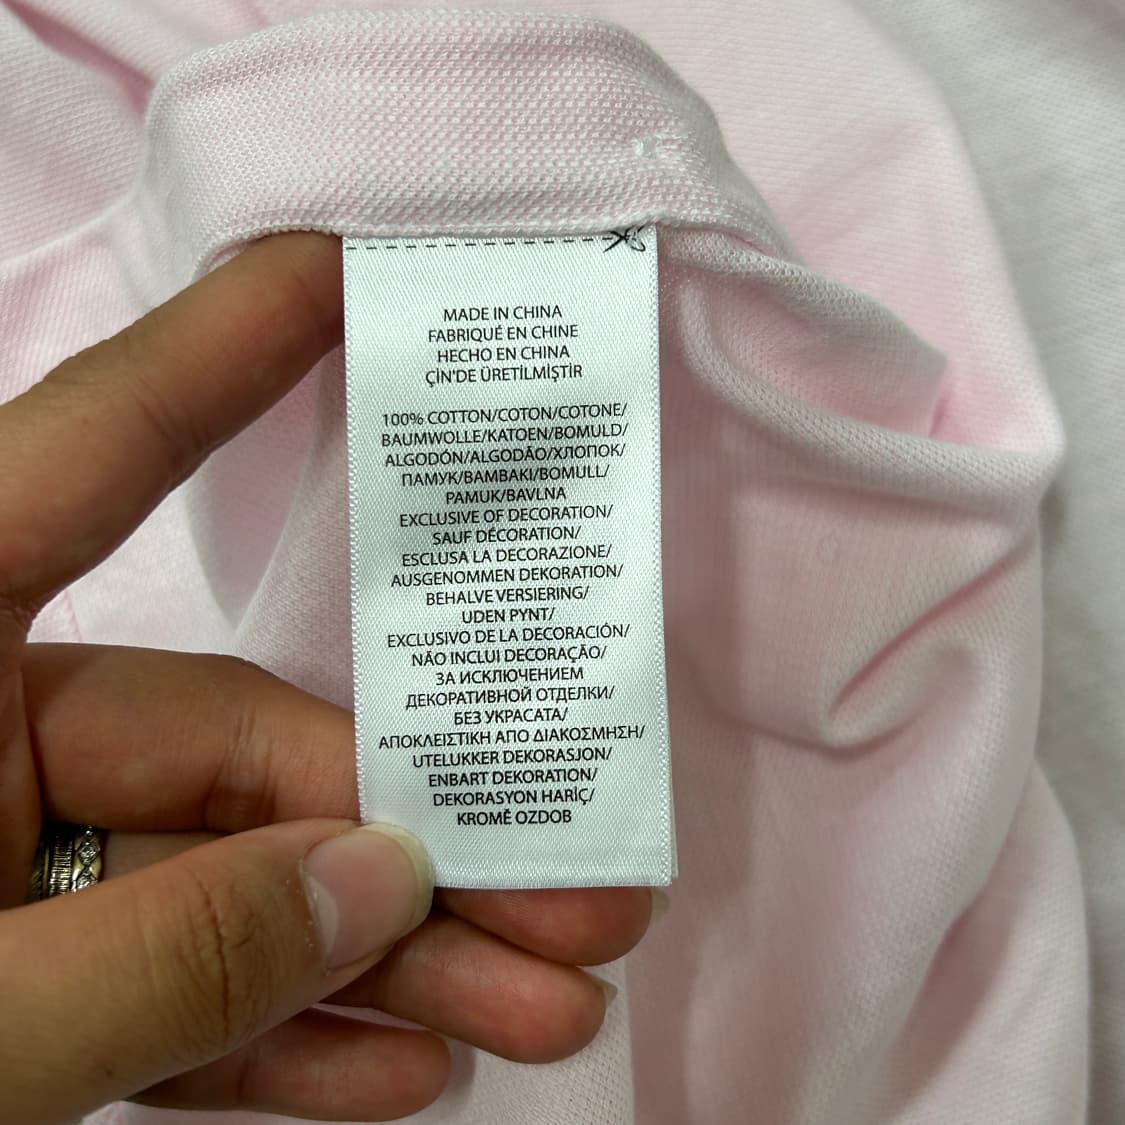 MADE IN CHINA
FABRIQUÉ EN CHINE
HECHO EN CHINA
ÇİN'DE ÜRETİLMİŞTİR
100% COTTON/COTON/COTONE/
BAUMWOLLE/KATOEN/BOMULD/
ALGODÓN/ALGODÃO/ХЛОПОК/
ПАМУК/ΒΑΜΒΑΚΙ/BOMULL/
PAMUK/BAVLNA
EXCLUSIVE OF DECORATION/
SAUF DÉCORATION/
ESCLUSA LA DECORAZIONE/
AUSGENOMMEN DEKORATION/
BEHALVE VERSIERING/
UDEN PYNT/
EXCLUSIVO DE LA DECORACIÓN/
NÃO INCLUI DECORAÇÃO/
ЗА ИСКЛЮЧЕНИЕМ
ДЕКОРАТИВНОЙ ОТДЕЛКИ/
БЕЗ УКРАСАТА/
ΑΠΟΚΛΕΙΣΤΙΚΗ ΑΠΟ ΔΙΑΚΟΣΜΗΣΗ/
UTELUKKER DEKORASJON/
ENBART DEKORATION/
DEKORASYON HARİÇ/
KROMĚ OZDOB